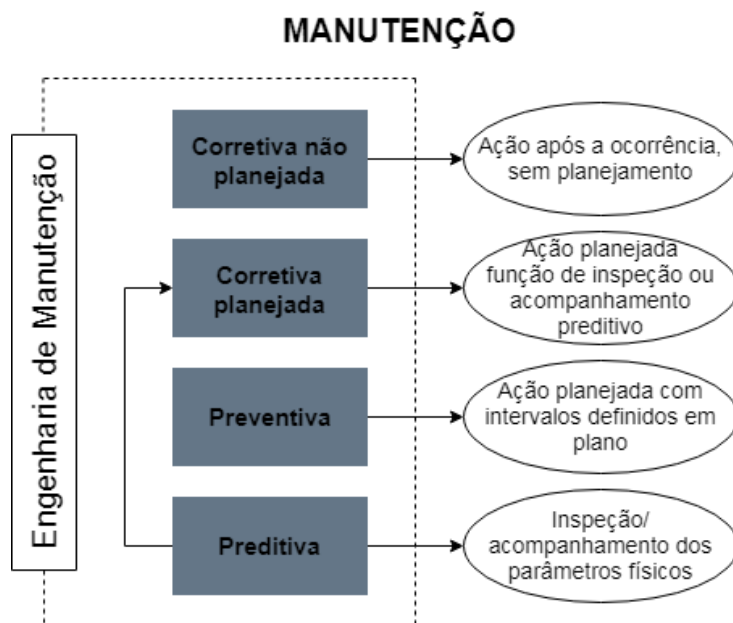 MANUTENÇÃO
Engenharia de Manutenção
Corretiva não
planejada
Ação após a ocorrência,
sem planejamento
Corretiva
planejada
Ação planejada
função de inspeção ou
acompanhamento
preditivo
Preventiva
Ação planejada com
intervalos definidos em
plano
Preditiva
Inspeção/
acompanhamento dos
parâmetros físicos